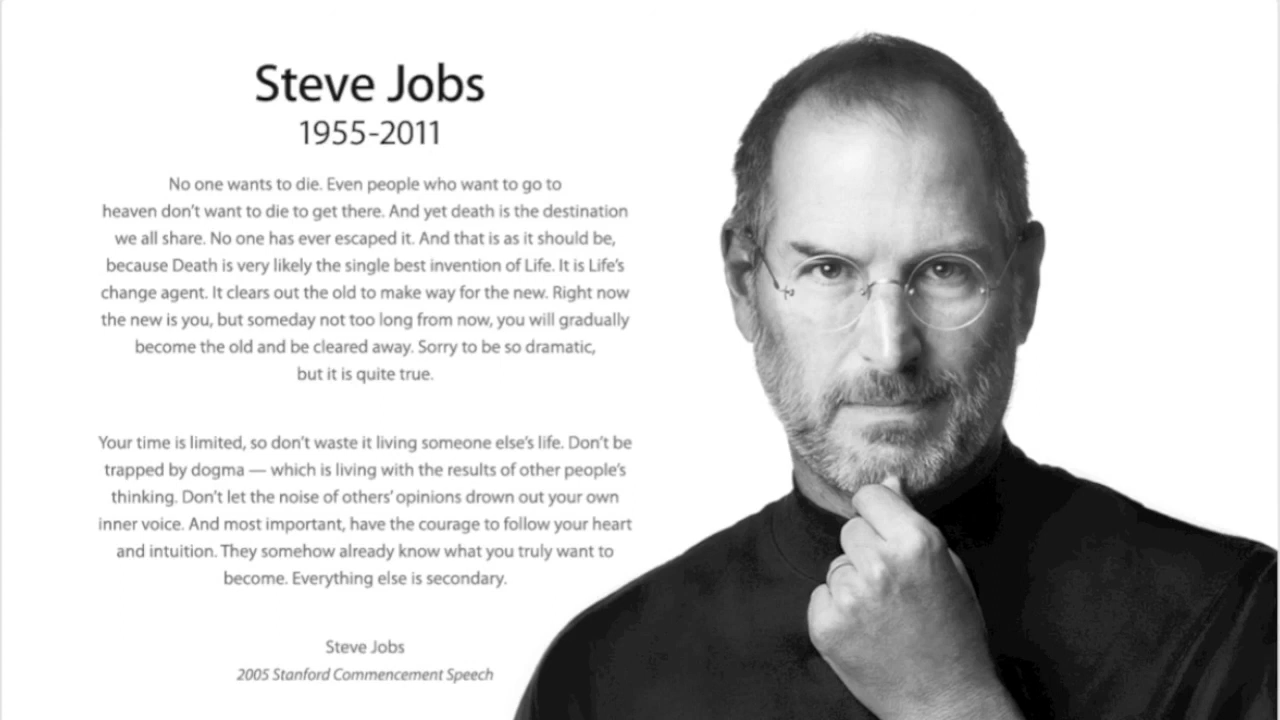 Steve Jobs
1955-2011
No one wants to die. Even people who want to go to
heaven don't want to die to get there. And yet death is the destination
we all share. No one has ever escaped it. And that is as it should be,
because Death is very likely the single best invention of Life. It is Life's
change agent. It clears out the old to make way for the new. Right now
the new is you, but someday not too long from now, you will gradually
become the old and be cleared away. Sorry to be so dramatic,
but it is quite true.
Your time is limited, so don't waste it living someone else's life. Don't be
trapped by dogma — which is living with the results of other people's
thinking. Don't let the noise of others' opinions drown out your own
inner voice. And most important, have the courage to follow your heart
and intuition. They somehow already know what you truly want to
become. Everything else is secondary.
Steve Jobs
2005 Stanford Commencement Speech